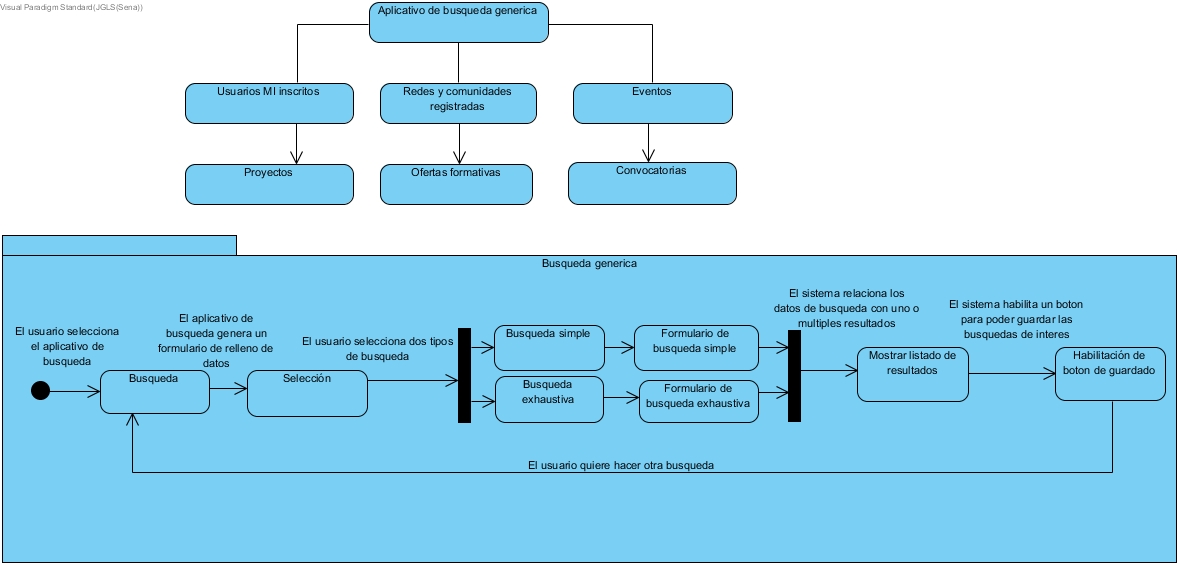 Visual Paradigm Standard(JGLS(Sena))
Aplicativo de busqueda generica
Usuarios MI inscritos
Redes y comunidades
registradas
Eventos
Proyectos
Ofertas formativas
Convocatorias
Busqueda generica
El usuario selecciona
el aplicativo de
busqueda
El aplicativo de
busqueda genera un
formulario de relleno de
datos
El usuario selecciona dos tipos
de busqueda
El sistema relaciona los
datos de busqueda con uno o
multiples resultados
El sistema habilita un boton
para poder guardar las
busquedas de interes
Busqueda
Selección
Busqueda simple
Formulario de
busqueda simple
Busqueda
exhaustiva
Formulario de
busqueda exhaustiva
Mostrar listado de
resultados
Habilitación de
boton de guardado
El usuario quiere hacer otra busqueda